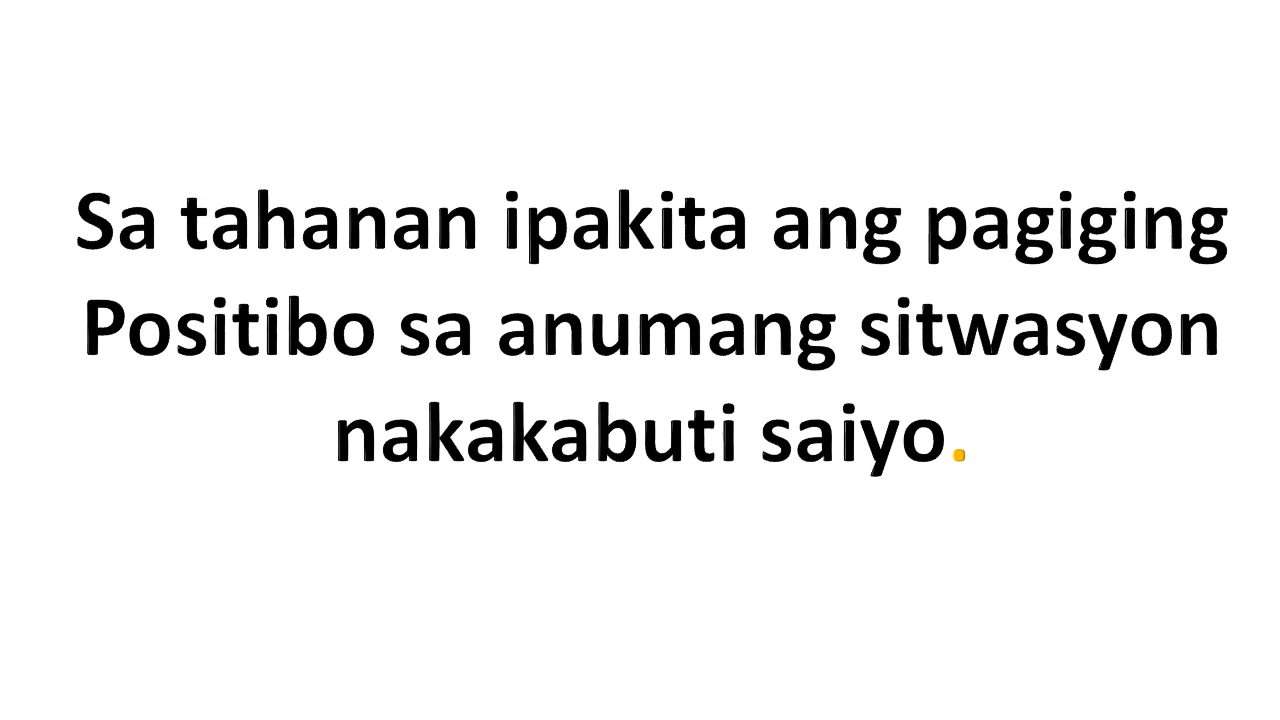 Sa tahanan ipakita ang pagiging
Positibo sa anumang sitwasyon
nakakabuti saiyo.